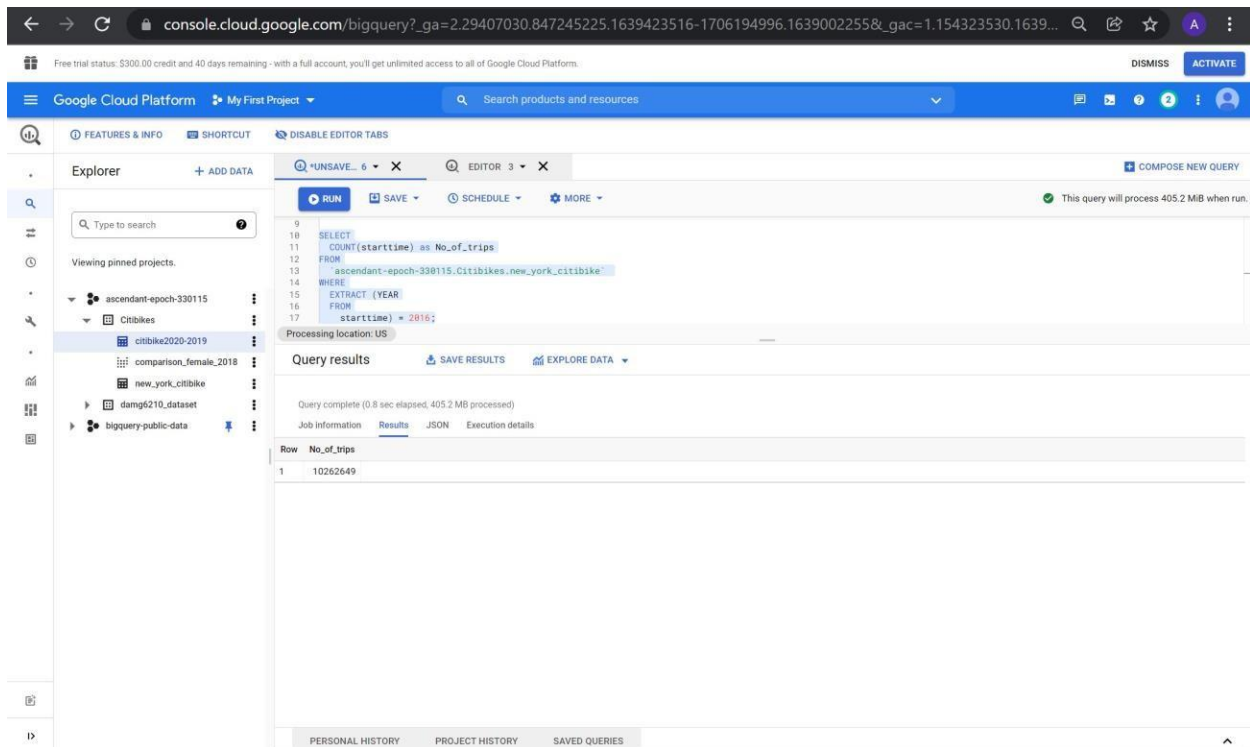 console.cloud.google.com/bigquery?_ga=2.29407030.847245225.1639423516-1706194996.1639002255&_gac=1.154323530.1639... A
Free trial status: $300.00 credit and 40 days remaining - with a full account, you'll get unlimited access to all of Google Cloud Platform. DISMISS ACTIVATE
Google Cloud Platform My First Project Search products and resources 2
FEATURES & INFO SHORTCUT DISABLE EDITOR TABS
Explorer + ADD DATA
*UNSAVE... 6 EDITOR 3 COMPOSE NEW QUERY
RUN SAVE SCHEDULE MORE This query will process 405.2 MiB when run.
Type to search
Viewing pinned projects.
ascendant-epoch-330115
Citibikes
citibike2020-2019
comparison_female_2018
new_york_citibike
damg6210_dataset
bigquery-public-data
9
10 SELECT
11 COUNT(starttime) as No_of_trips
12 FROM
13 `ascendant-epoch-330115.Citibikes.new_york_citibike`
14 WHERE
15 EXTRACT (YEAR
16 FROM
17 starttime) = 2016;
Processing location: US
Query results SAVE RESULTS EXPLORE DATA
Query complete (0.8 sec elapsed, 405.2 MB processed)
Job information Results JSON Execution details
Row No_of_trips
1 10262649
PERSONAL HISTORY PROJECT HISTORY SAVED QUERIES